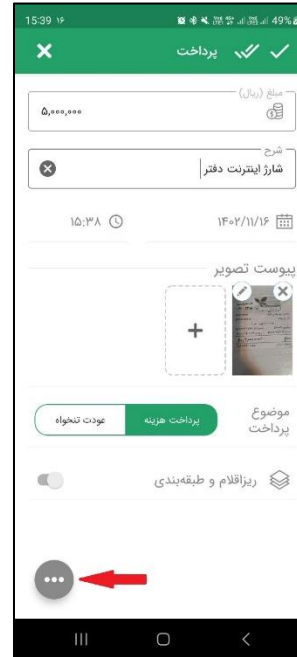 15:39 ۱۶ 49%
پرداخت
مبلغ (ریال)
۵,۰۰۰,۰۰۰
شرح
شارژ اینترنت دفتر
۱۴۰۲/۱۱/۱۶ ۱۵:۳۸
پیوست تصویر
موضوع پرداخت
پرداخت هزینه عودت تنخواه
ریزاقلام و طبقه‌بندی